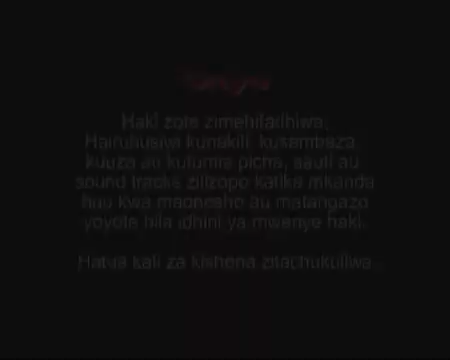 Haki zote zimehifadhiwa,
Hairuhusiwi kunakili, kusambaza,
kuuza au kutumia picha, sauti au
sound tracks zilizopo katika mkanda
huu kwa maonesho au matangazo
yoyote bila idhini ya mwenye haki.
Hatua kali za kisheria zitachukuliwa.